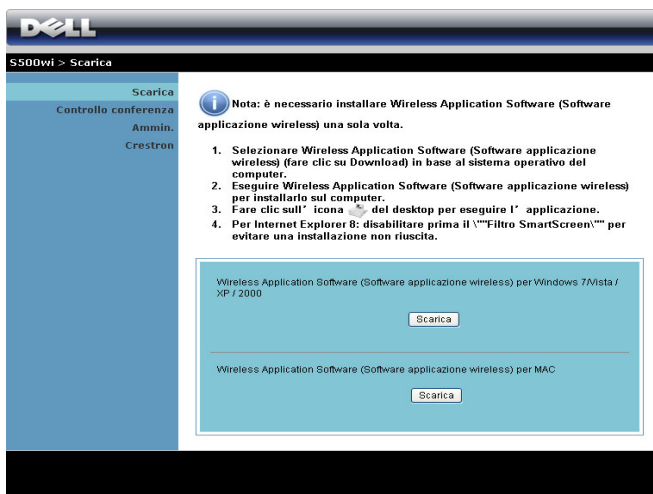 DELL
S500wi > Scarica
Scarica
Controllo conferenza
Ammin.
Crestron
Nota: è necessario installare Wireless Application Software (Software
applicazione wireless) una sola volta.
1. Selezionare Wireless Application Software (Software applicazione
wireless) (fare clic su Download) in base al sistema operativo del
computer.
2. Eseguire Wireless Application Software (Software applicazione wireless)
per installarlo sul computer.
3. Fare clic sull' icona del desktop per eseguire l' applicazione.
4. Per Internet Explorer 8: disabilitare prima il \""Filtro SmartScreen\"" per
evitare una installazione non riuscita.
Wireless Application Software (Software applicazione wireless) per Windows 7/Vista /
XP / 2000
Scarica
Wireless Application Software (Software applicazione wireless) per MAC
Scarica